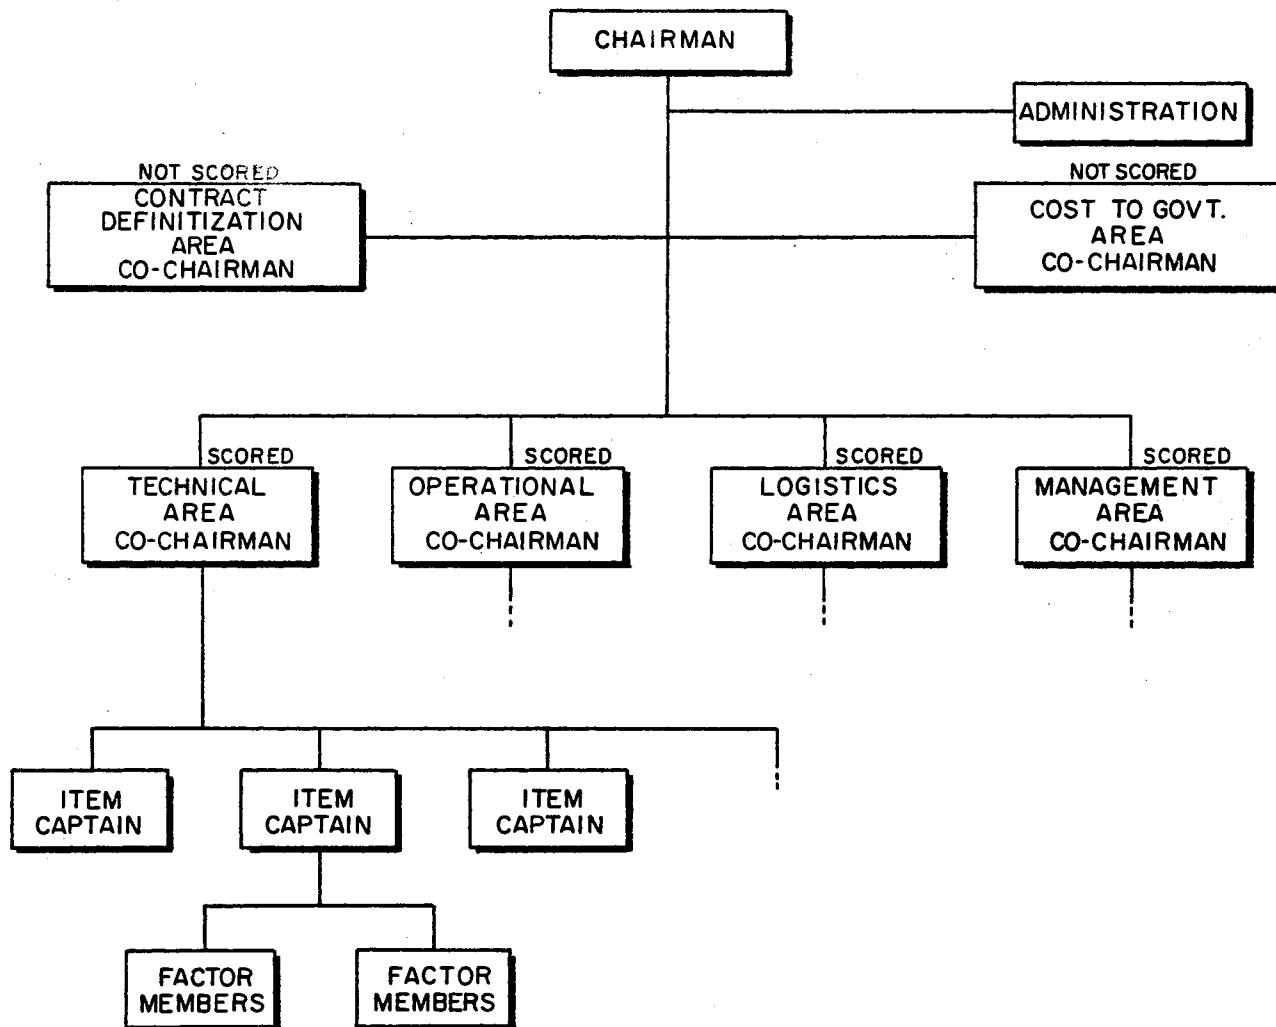 CHAIRMAN
ADMINISTRATION
NOT SCORED
CONTRACT
DEFINITIZATION
AREA
CO-CHAIRMAN
NOT SCORED
COST TO GOVT.
AREA
CO-CHAIRMAN
SCORED
TECHNICAL
AREA
CO-CHAIRMAN
SCORED
OPERATIONAL
AREA
CO-CHAIRMAN
SCORED
LOGISTICS
AREA
CO-CHAIRMAN
SCORED
MANAGEMENT
AREA
CO-CHAIRMAN
ITEM
CAPTAIN
ITEM
CAPTAIN
ITEM
CAPTAIN
FACTOR
MEMBERS
FACTOR
MEMBERS